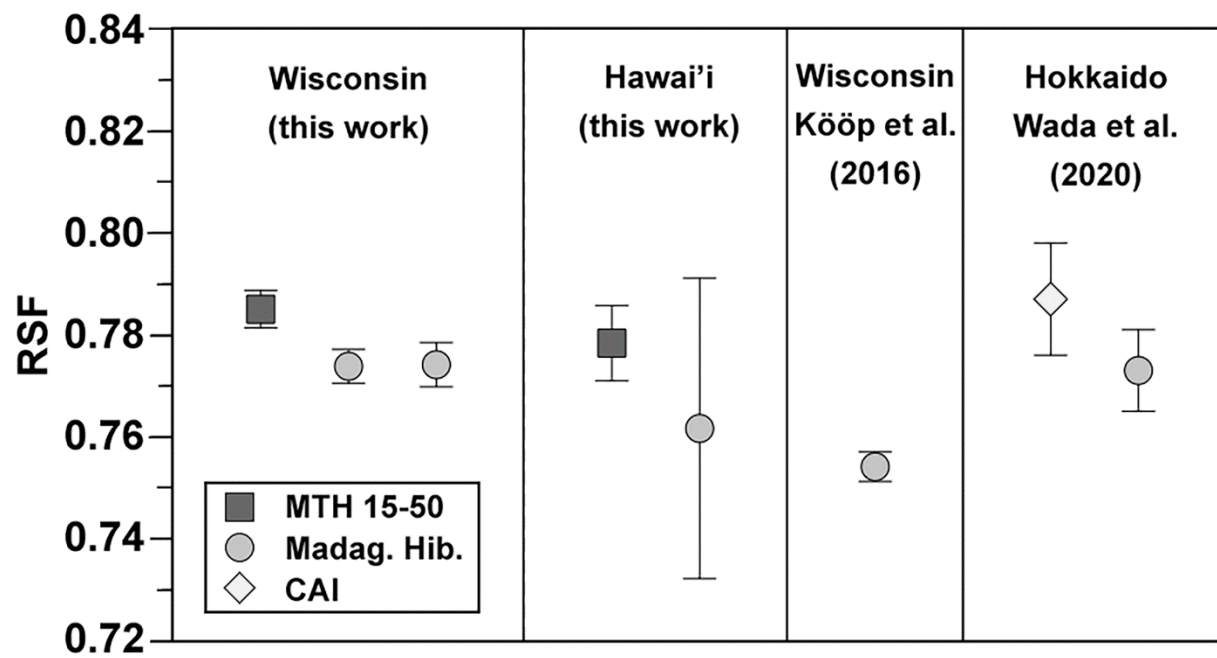 0.84
0.82
0.80
0.78
0.76
0.74
0.72
RSF
Wisconsin
(this work)
Hawai’i
(this work)
Wisconsin
Kööp et al.
(2016)
Hokkaido
Wada et al.
(2020)
MTH 15-50
Madag. Hib.
CAI